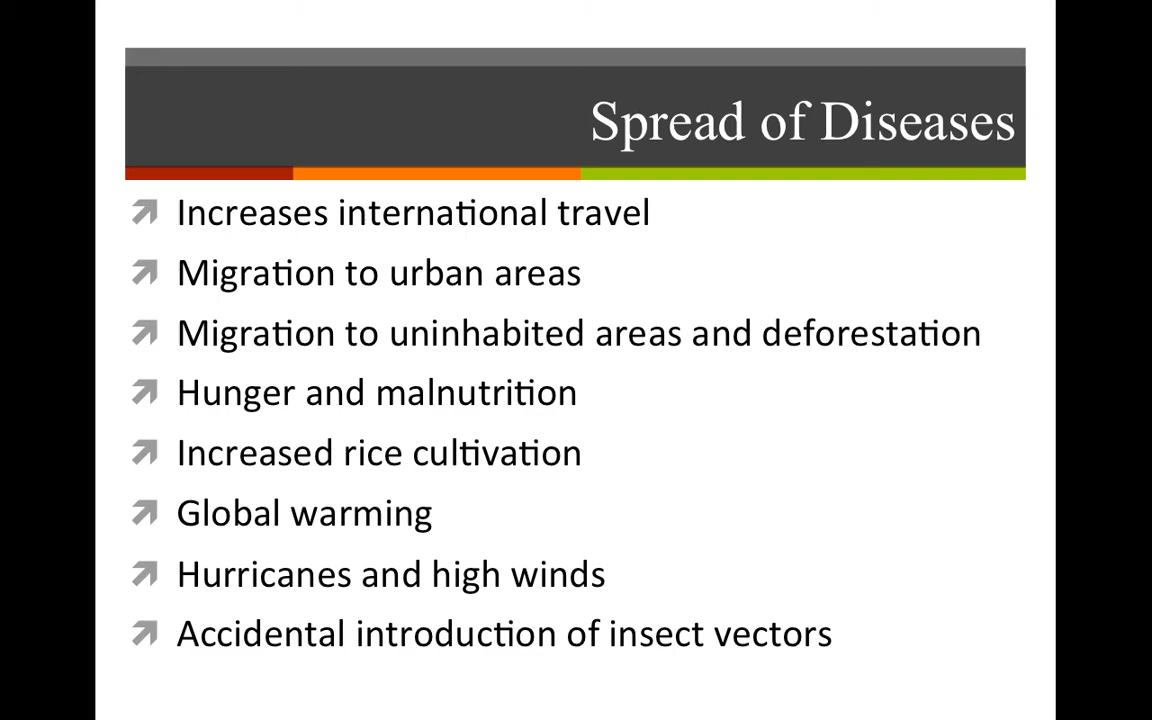 Spread of Diseases
Increases international travel
Migration to urban areas
Migration to uninhabited areas and deforestation
Hunger and malnutrition
Increased rice cultivation
Global warming
Hurricanes and high winds
Accidental introduction of insect vectors